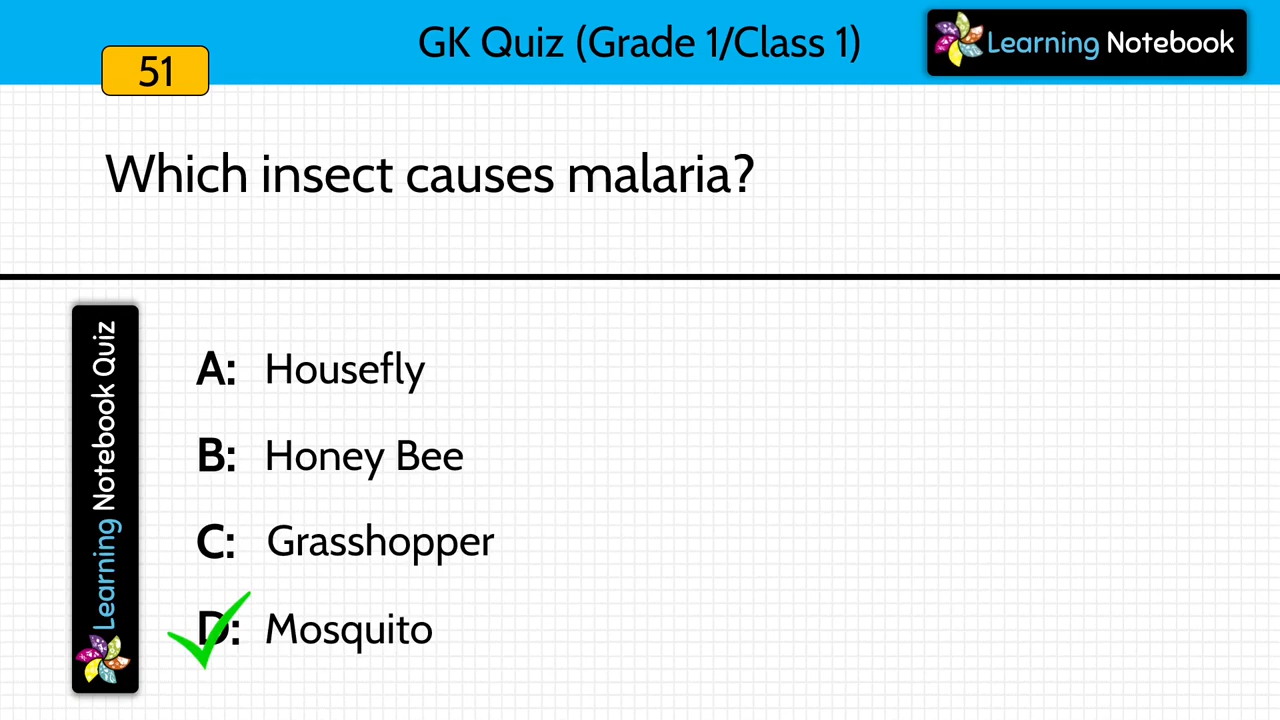 GK Quiz (Grade 1/Class 1)
Learning Notebook
51
Which insect causes malaria?
Learning Notebook Quiz
A: Housefly
B: Honey Bee
C: Grasshopper
D: Mosquito